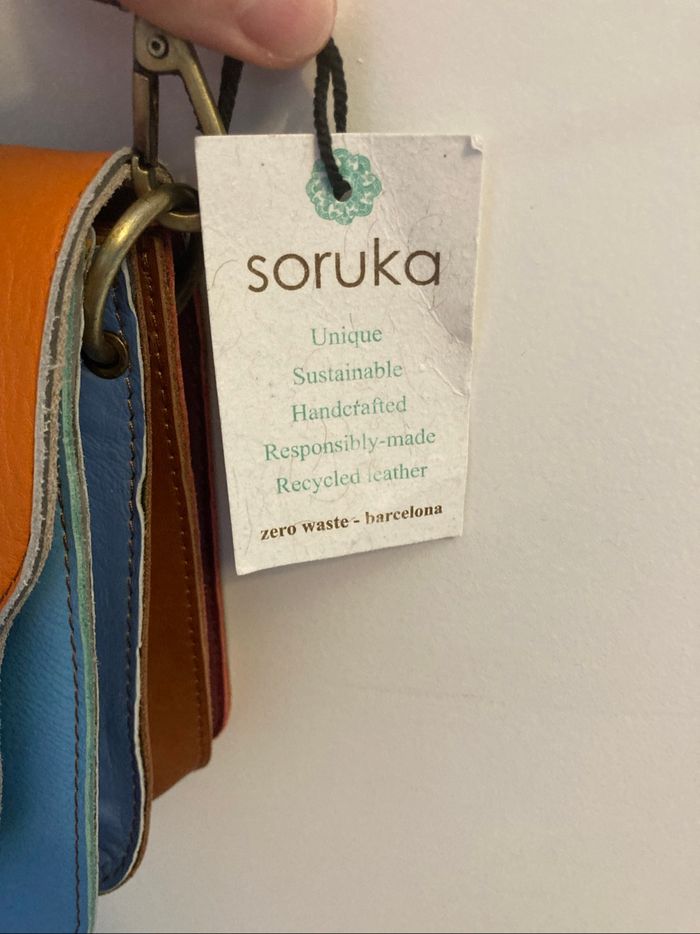 soruka
Unique
Sustainable
Handcrafted
Responsibly-made
Recycled leather
zero waste - barcelona